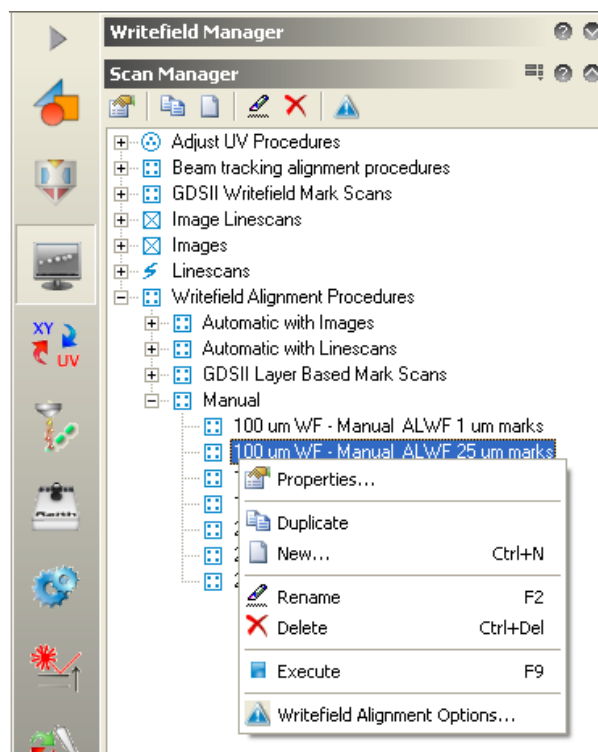 Writefield Manager
Scan Manager
Adjust UV Procedures
Beam tracking alignment procedures
GDSII Writefield Mark Scans
Image Linescans
Images
Linescans
Writefield Alignment Procedures
Automatic with Images
Automatic with Linescans
GDSII Layer Based Mark Scans
Manual
100 um WF - Manual ALWF 1 um marks
100 um WF - Manual ALWF 25 um marks
Properties...
Duplicate
New... Ctrl+N
Rename F2
Delete Ctrl+Del
Execute F9
Writefield Alignment Options...
XY
UV
Raith